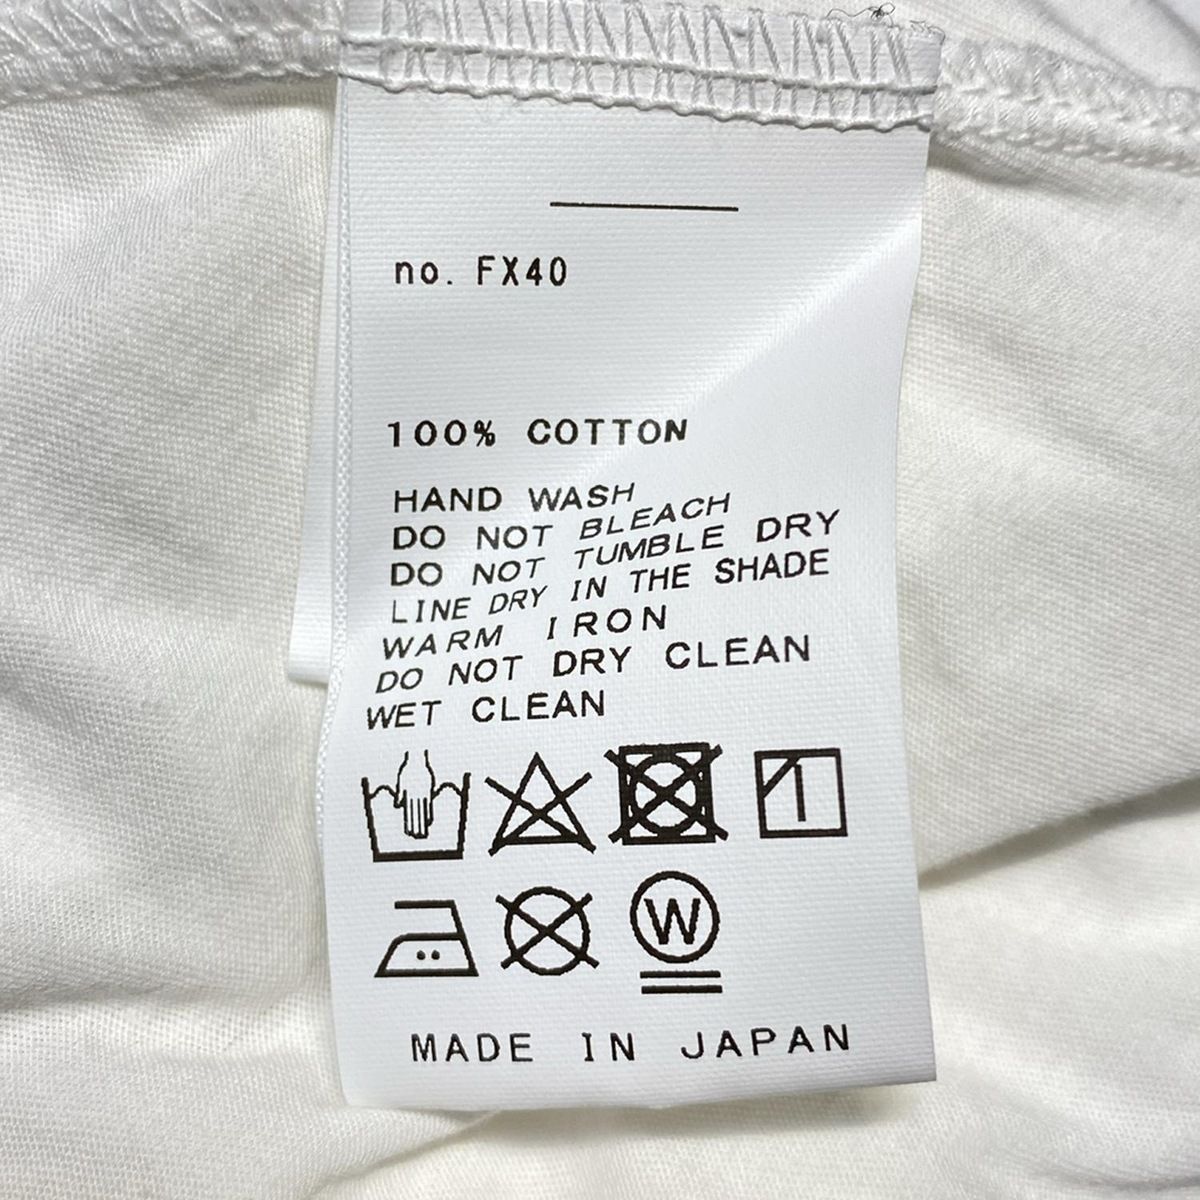 no. FX40
100% COTTON
HAND WASH
DO NOT BLEACH
DO NOT TUMBLE DRY
LINE DRY IN THE SHADE
WARM IRON
DO NOT DRY CLEAN
WET CLEAN
W
MADE IN JAPAN